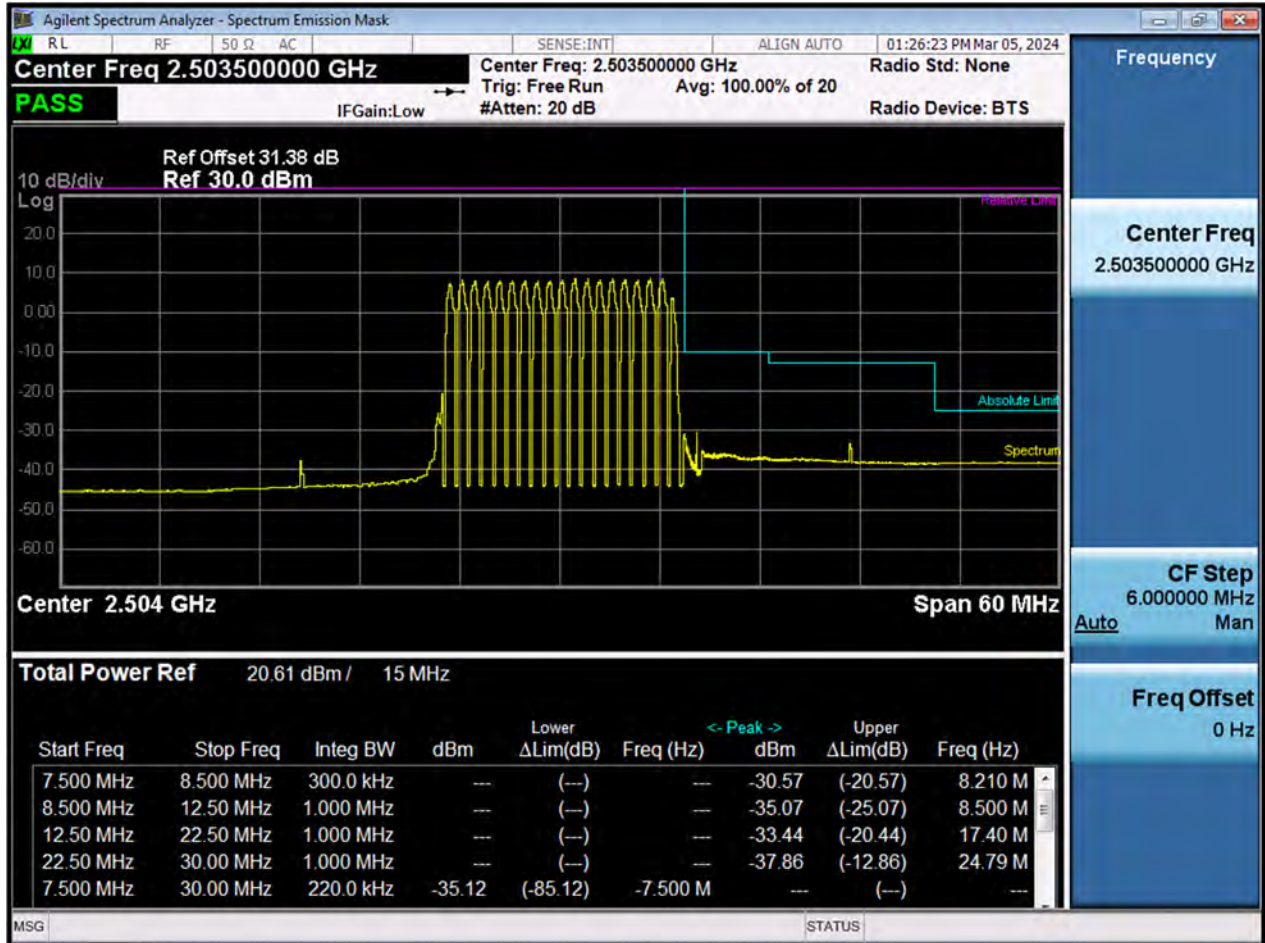 Agilent Spectrum Analyzer - Spectrum Emission Mask
LXI RL RF 50 Ω AC SENSE:INT ALIGN AUTO 01:26:23 PM Mar 05, 2024
Center Freq 2.503500000 GHz Center Freq: 2.503500000 GHz Radio Std: None
Trig: Free Run Avg: 100.00% of 20
PASS IFGain:Low #Atten: 20 dB Radio Device: BTS
Frequency
Ref Offset 31.38 dB
10 dB/div Ref 30.0 dBm
Log
Relative Limit
20.0
10.0
0.00
-10.0
-20.0
Absolute Limit
-30.0
Spectrum
-40.0
-50.0
-60.0
Center 2.504 GHz Span 60 MHz
Center Freq
2.503500000 GHz
CF Step
6.000000 MHz
Auto Man
Freq Offset
0 Hz
Total Power Ref 20.61 dBm / 15 MHz
Lower <- Peak -> Upper
Start Freq Stop Freq Integ BW dBm ΔLim(dB) Freq (Hz) dBm ΔLim(dB) Freq (Hz)
7.500 MHz 8.500 MHz 300.0 kHz --- (---) --- -30.57 (-20.57) 8.210 M
8.500 MHz 12.50 MHz 1.000 MHz --- (---) --- -35.07 (-25.07) 8.500 M
12.50 MHz 22.50 MHz 1.000 MHz --- (---) --- -33.44 (-20.44) 17.40 M
22.50 MHz 30.00 MHz 1.000 MHz --- (---) --- -37.86 (-12.86) 24.79 M
7.500 MHz 30.00 MHz 220.0 kHz -35.12 (-85.12) -7.500 M --- (---) ---
MSG STATUS